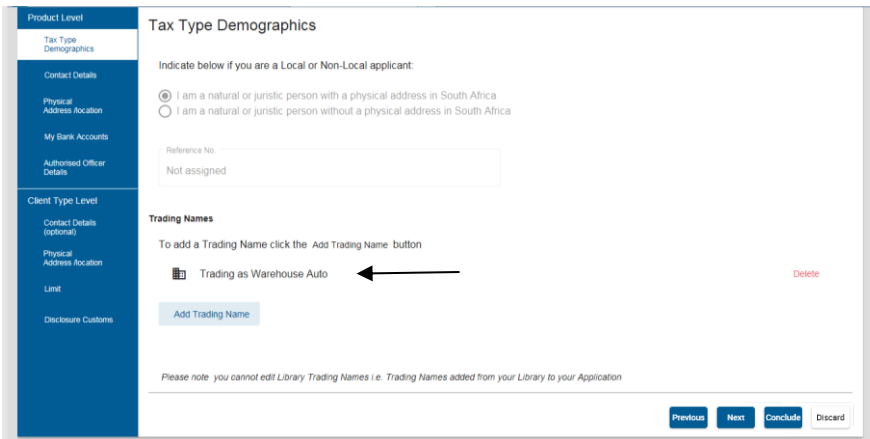 Product Level
Tax Type
Demographics
Contact Details
Physical
Address /location
My Bank Accounts
Authorised Officer
Details
Client Type Level
Contact Details
(optional)
Physical
Address /location
Limit
Disclosure Customs
Tax Type Demographics
Indicate below if you are a Local or Non-Local applicant:
I am a natural or juristic person with a physical address in South Africa
I am a natural or juristic person without a physical address in South Africa
Reference No.
Not assigned
Trading Names
To add a Trading Name click the Add Trading Name button
Trading as Warehouse Auto
Delete
Add Trading Name
Please note you cannot edit Library Trading Names i.e. Trading Names added from your Library to your Application
Previous Next Conclude Discard